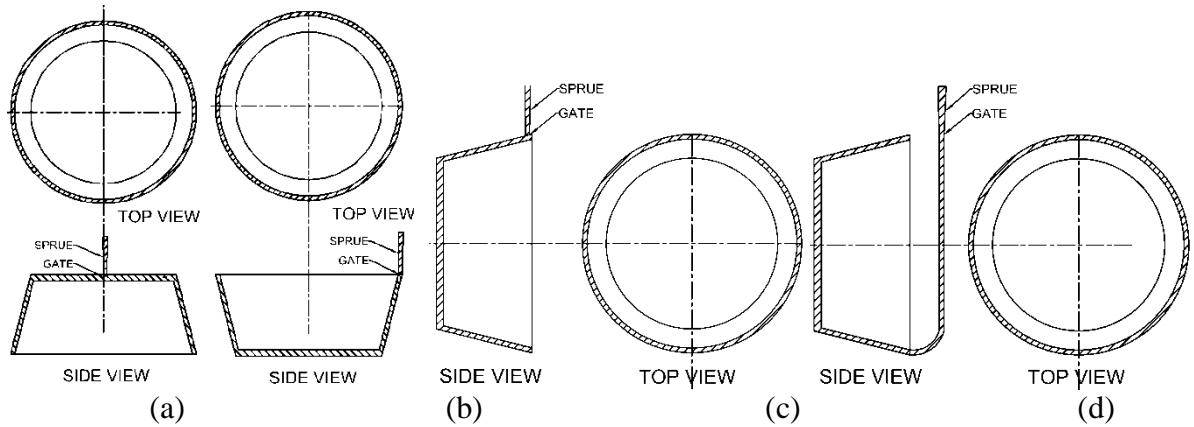 TOP VIEW
SPRUE
GATE
SIDE VIEW
TOP VIEW
SPRUE
GATE
SIDE VIEW
SPRUE
GATE
SIDE VIEW
TOP VIEW
SPRUE
GATE
SIDE VIEW
TOP VIEW
(a) (b) (c) (d)